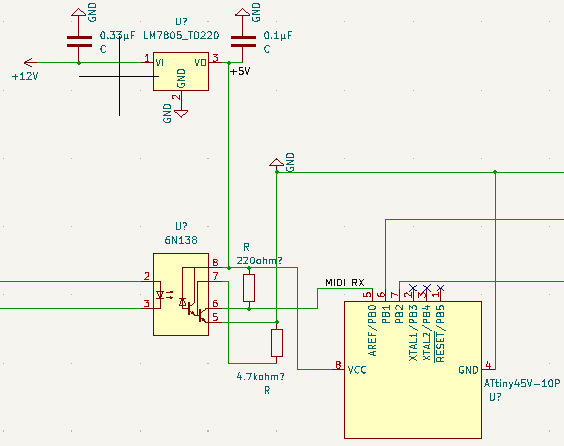 GND
GND
U?
0.33µF
LM7805_TO220
0.1µF
C
C
1
VI
VO
3
+5V
+12V
GND
2
GND
GND
U?
6N138
R
220ohm?
8
7
2
3
6
5
MIDI RX
5
6
7
2
3
1
AREF/PB0
PB1
PB2
XTAL1/PB3
XTAL2/PB4
RESET/PB5
8
VCC
GND
4
4.7kohm?
R
ATtiny45V-10P
U?